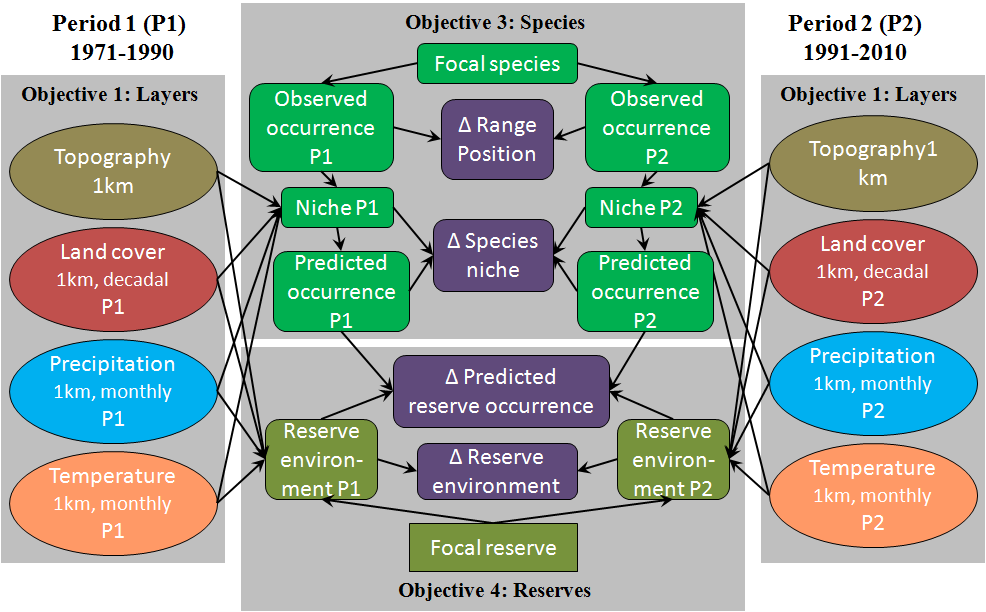 Period 1 (P1)
1971-1990
Objective 1: Layers
Topography
1km
Land cover
1km, decadal
P1
Precipitation
1km, monthly
P1
Temperature
1km, monthly
P1
Objective 3: Species
Focal species
Observed
occurrence
P1
Δ Range
Position
Observed
occurrence
P2
Niche P1
Niche P2
Δ Species
niche
Predicted
occurrence
P1
Predicted
occurrence
P2
Δ Predicted
reserve occurrence
Reserve
environ-
ment P1
Δ Reserve
environment
Reserve
environ-
ment P2
Focal reserve
Objective 4: Reserves
Period 2 (P2)
1991-2010
Objective 1: Layers
Topography1
km
Land cover
1km, decadal
P2
Precipitation
1km, monthly
P2
Temperature
1km, monthly
P2